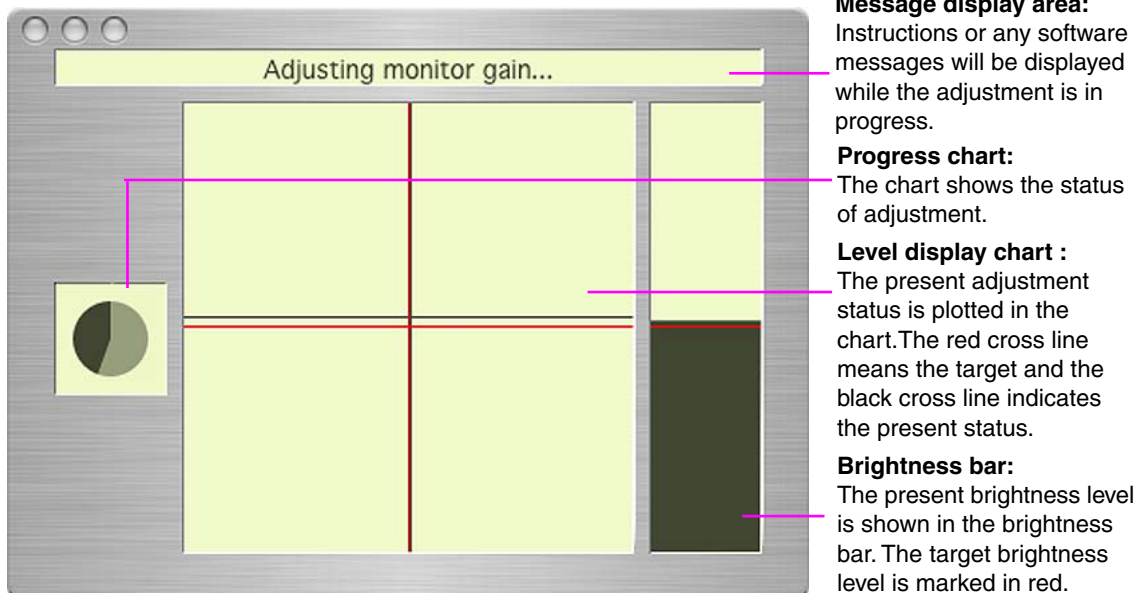 Adjusting monitor gain...
Message display area:
Instructions or any software
messages will be displayed
while the adjustment is in
progress.
Progress chart:
The chart shows the status
of adjustment.
Level display chart :
The present adjustment
status is plotted in the
chart.The red cross line
means the target and the
black cross line indicates
the present status.
Brightness bar:
The present brightness level
is shown in the brightness
bar. The target brightness
level is marked in red.